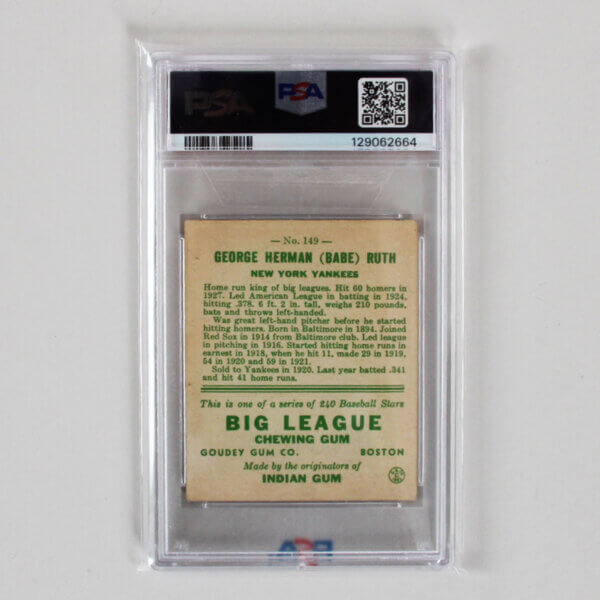 PSA
PSA
129062664
— No. 149 —
GEORGE HERMAN (BABE) RUTH
NEW YORK YANKEES
Home run king of big leagues. Hit 60 homers in
1927. Led American League in batting in 1924,
hitting .378. 6 ft. 2 in. tall, weighs 210 pounds,
bats and throws left-handed.
Was great left-hand pitcher before he started
hitting homers. Born in Baltimore in 1894. Joined
Red Sox in 1914 from Baltimore club. Led league
in pitching in 1916. Started hitting home runs in
earnest in 1918, when he hit 11, made 29 in 1919,
54 in 1920 and 59 in 1921.
Sold to Yankees in 1920. Last year batted .341
and hit 41 home runs.
This is one of a series of 240 Baseball Stars
BIG LEAGUE
CHEWING GUM
GOUDEY GUM CO. BOSTON
Made by the originators of
INDIAN GUM
PSA